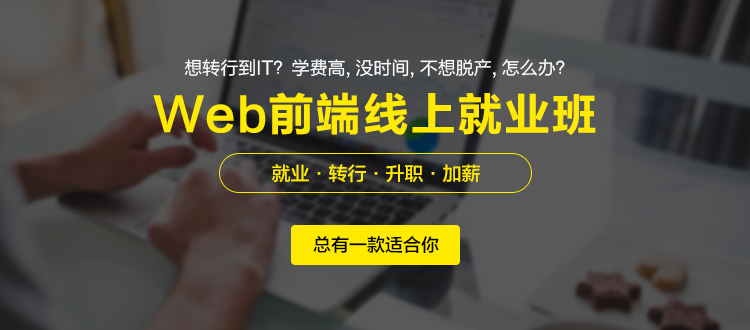 想转行到IT？学费高, 没时间, 不想脱产, 怎么办？
Web前端线上就业班
就业 · 转行 · 升职 · 加薪
总有一款适合你